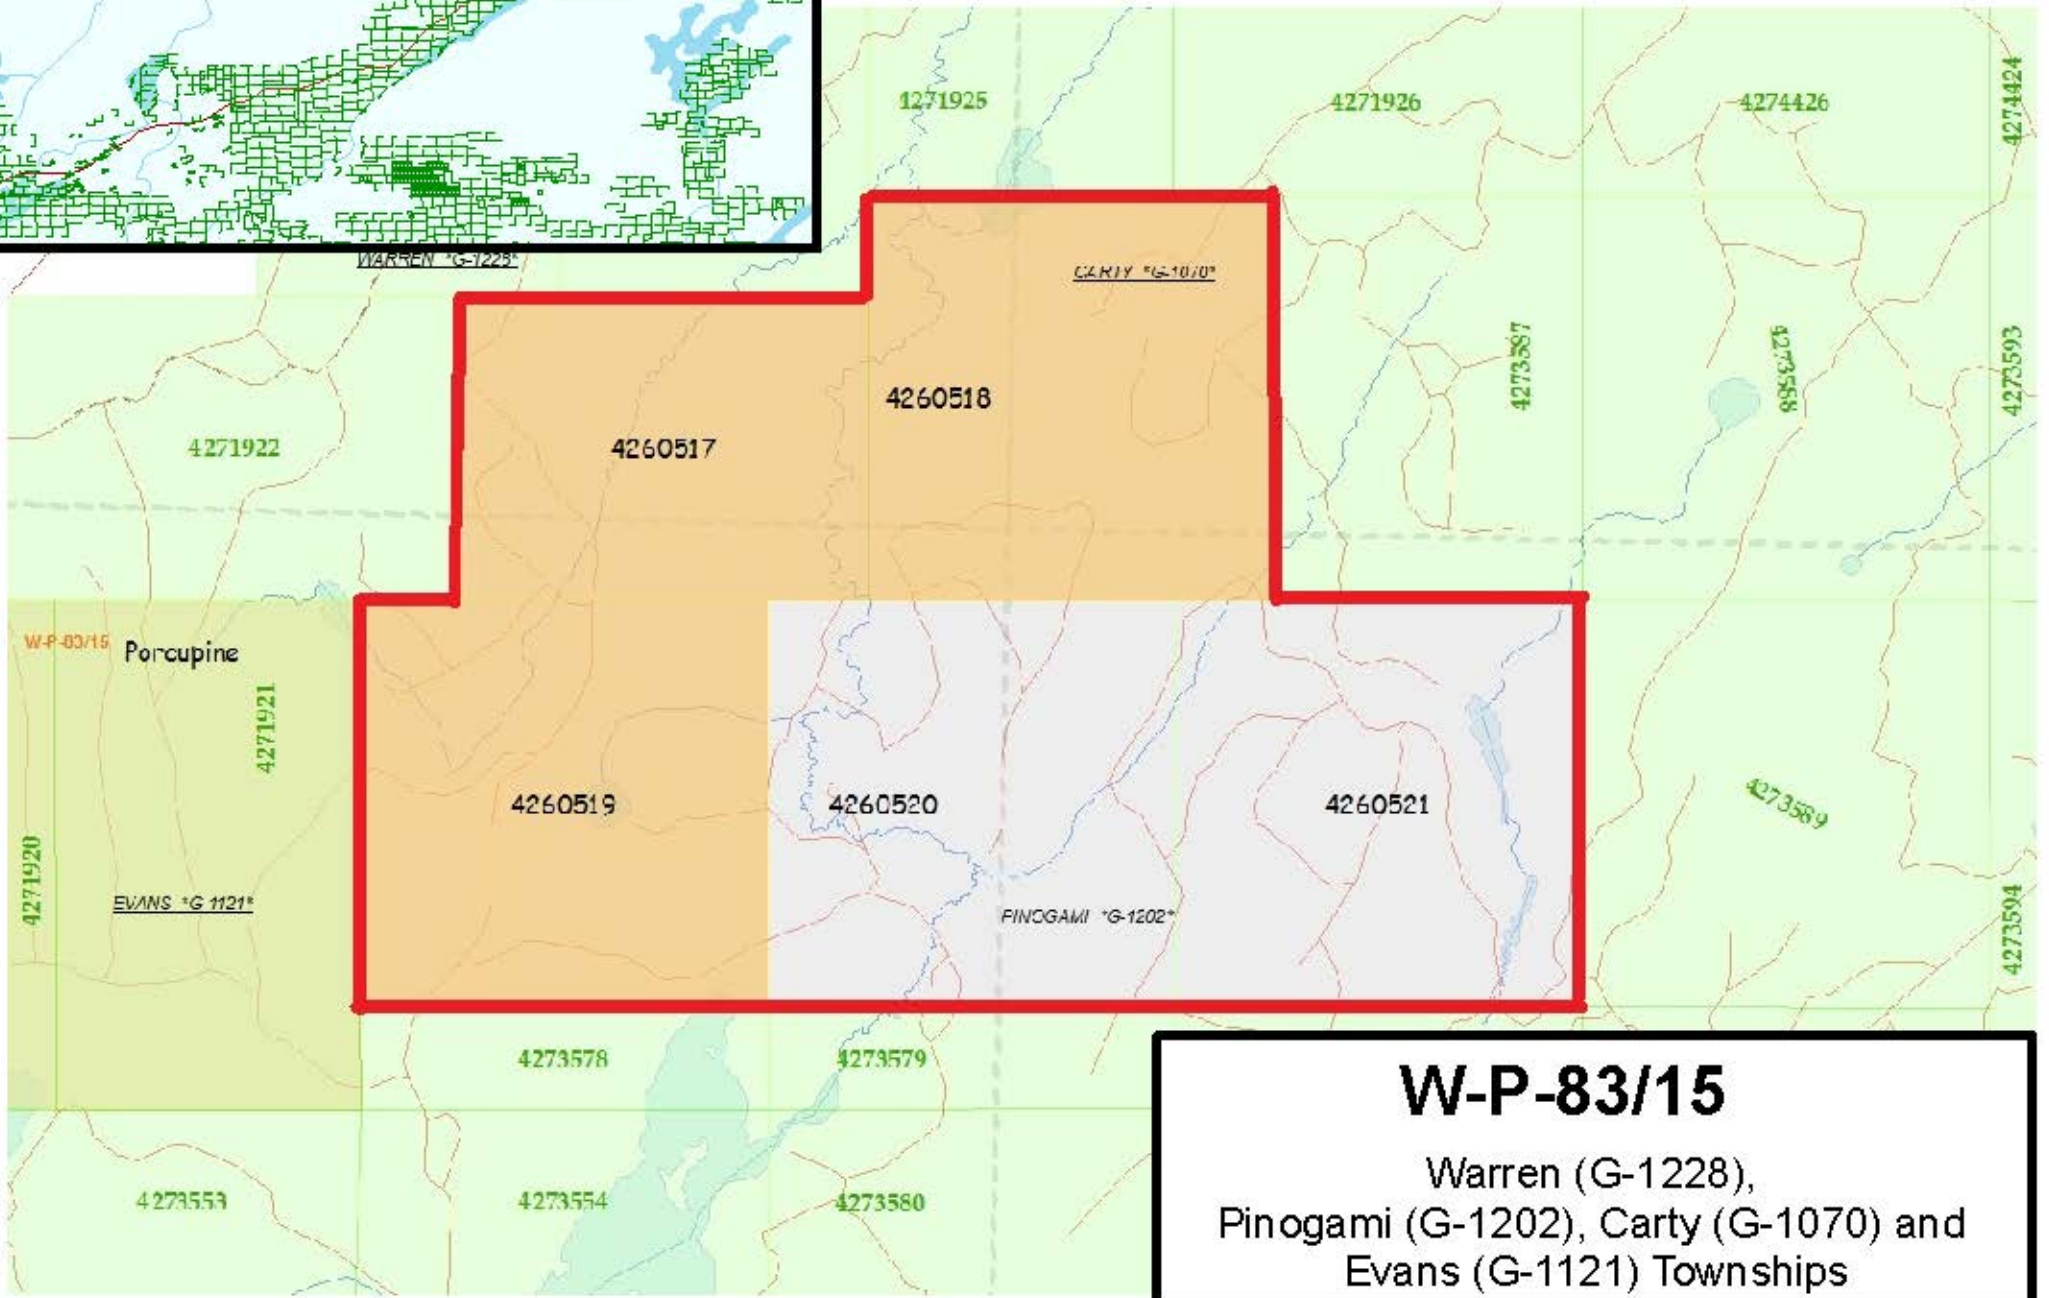 4271925
4271926
4274426
4274424
WARREN "G-1228"
CARTY "G-1070"
4273587
4273588
4273593
4260518
4271922
4260517
W-P-83/15
Porcupine
4271921
4260519
4260520
4260521
4273589
4271920
EVANS "G 1121"
PINOGAMI "G-1202"
4273594
4273578
4273579
4273553
4273554
4273580
W-P-83/15
Warren (G-1228),
Pinogami (G-1202), Carty (G-1070) and
Evans (G-1121) Townships